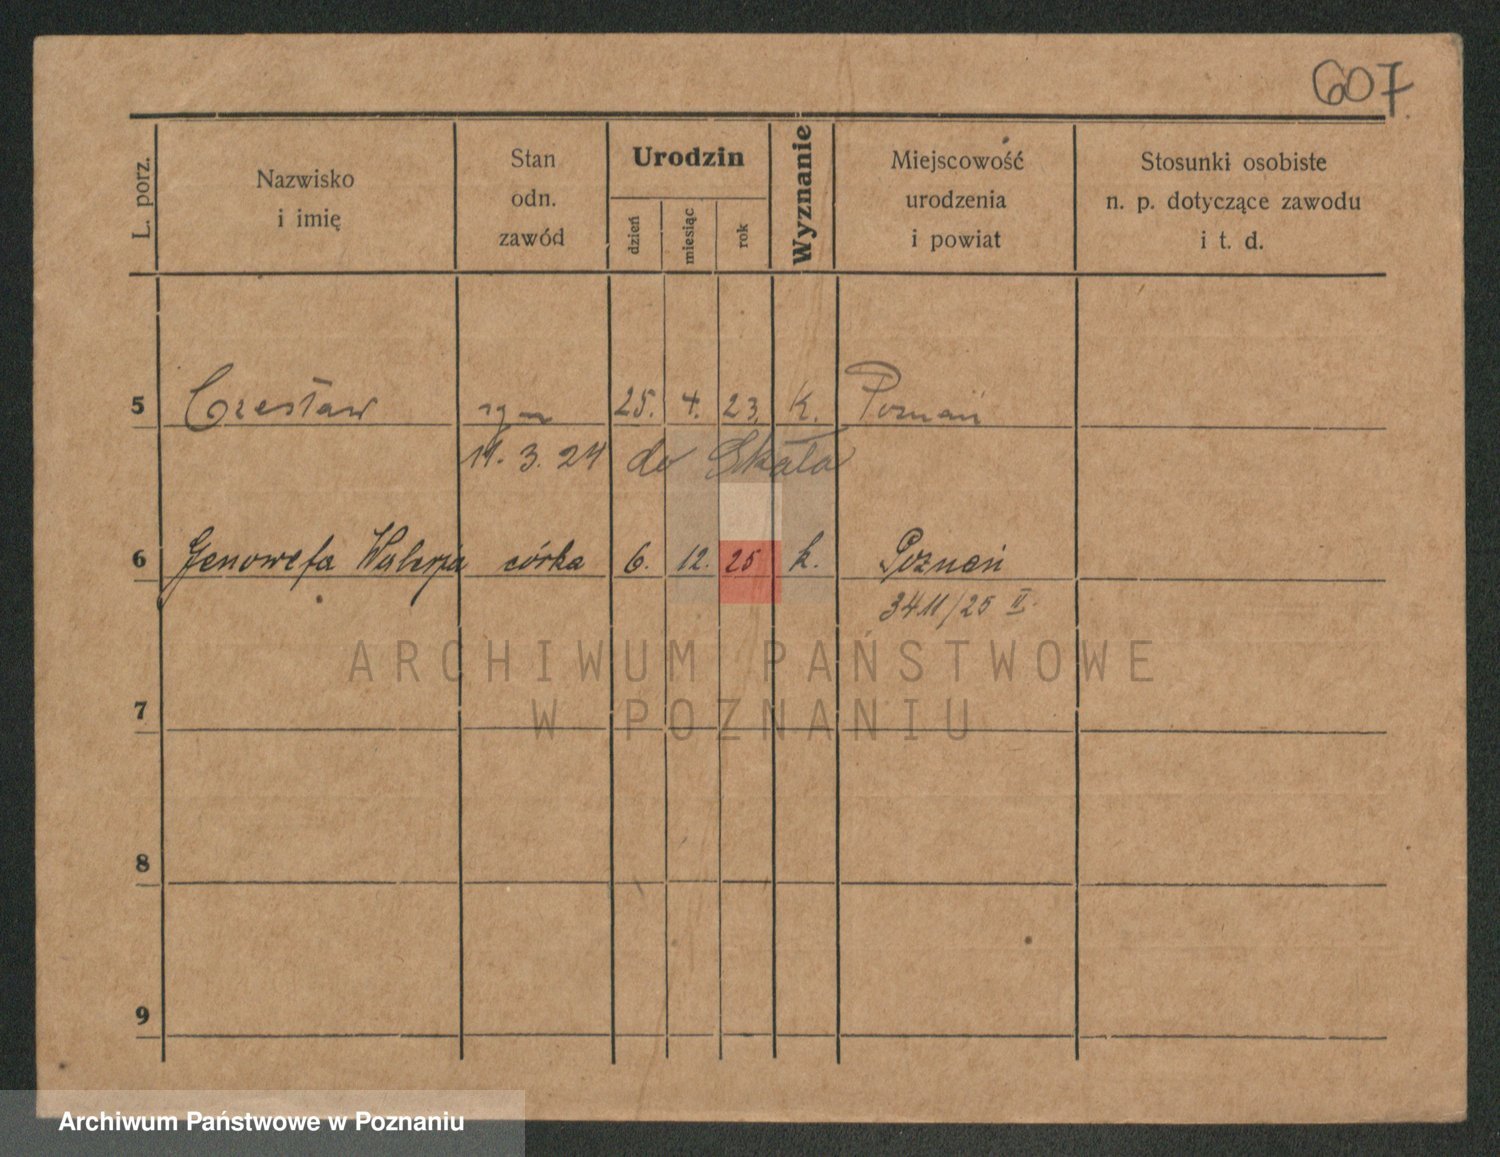 607.
L. porz.
Nazwisko
i imię
Stan
odn.
zawód
Urodzin
dzień
miesiąc
rok
Wyznanie
Miejscowość
urodzenia
i powiat
Stosunki osobiste
n. p. dotyczące zawodu
i t. d.
5 Czesław syn 25. 4. 23. K. Poznań
11. 3. 24 do Skała
6 Genowefa Walerja córka 6. 12. 25 k. Poznań
3411/25 II.
ARCHIWUM PAŃSTWOWE
W POZNANIU
7
8
9
Archiwum Państwowe w Poznaniu